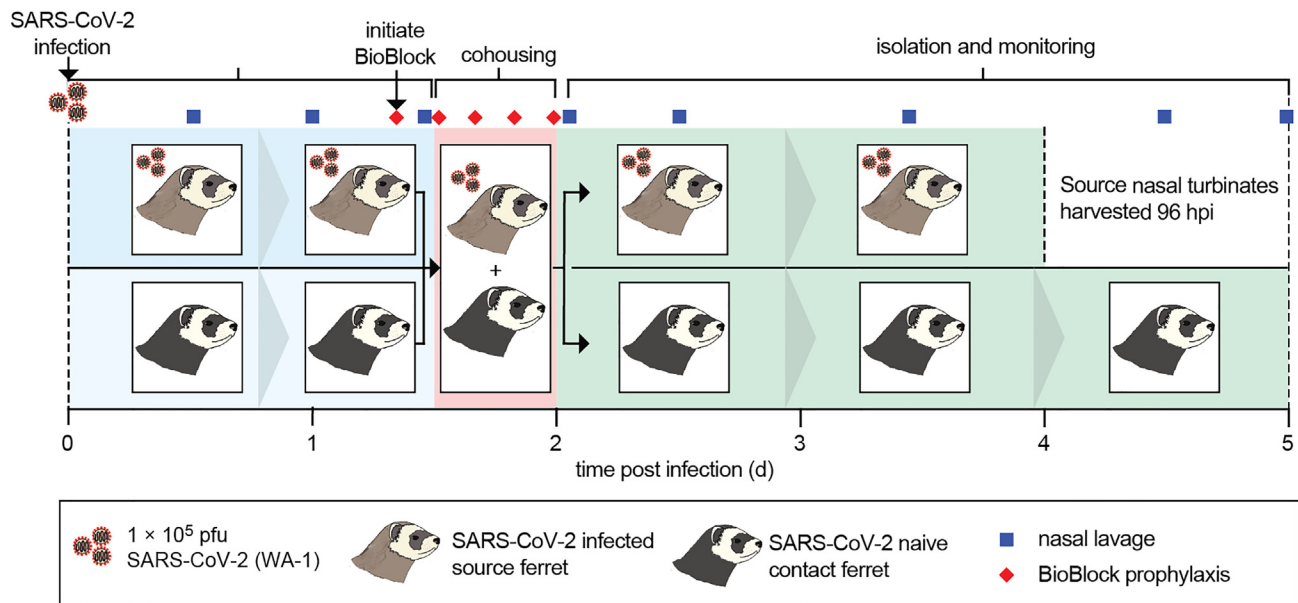 SARS-CoV-2
infection
initiate
BioBlock
cohousing
isolation and monitoring
Source nasal turbinates
harvested 96 hpi
+
0
1
2
3
4
5
time post infection (d)
1 × 10⁵ pfu
SARS-CoV-2 (WA-1)
SARS-CoV-2 infected
source ferret
SARS-CoV-2 naive
contact ferret
nasal lavage
BioBlock prophylaxis